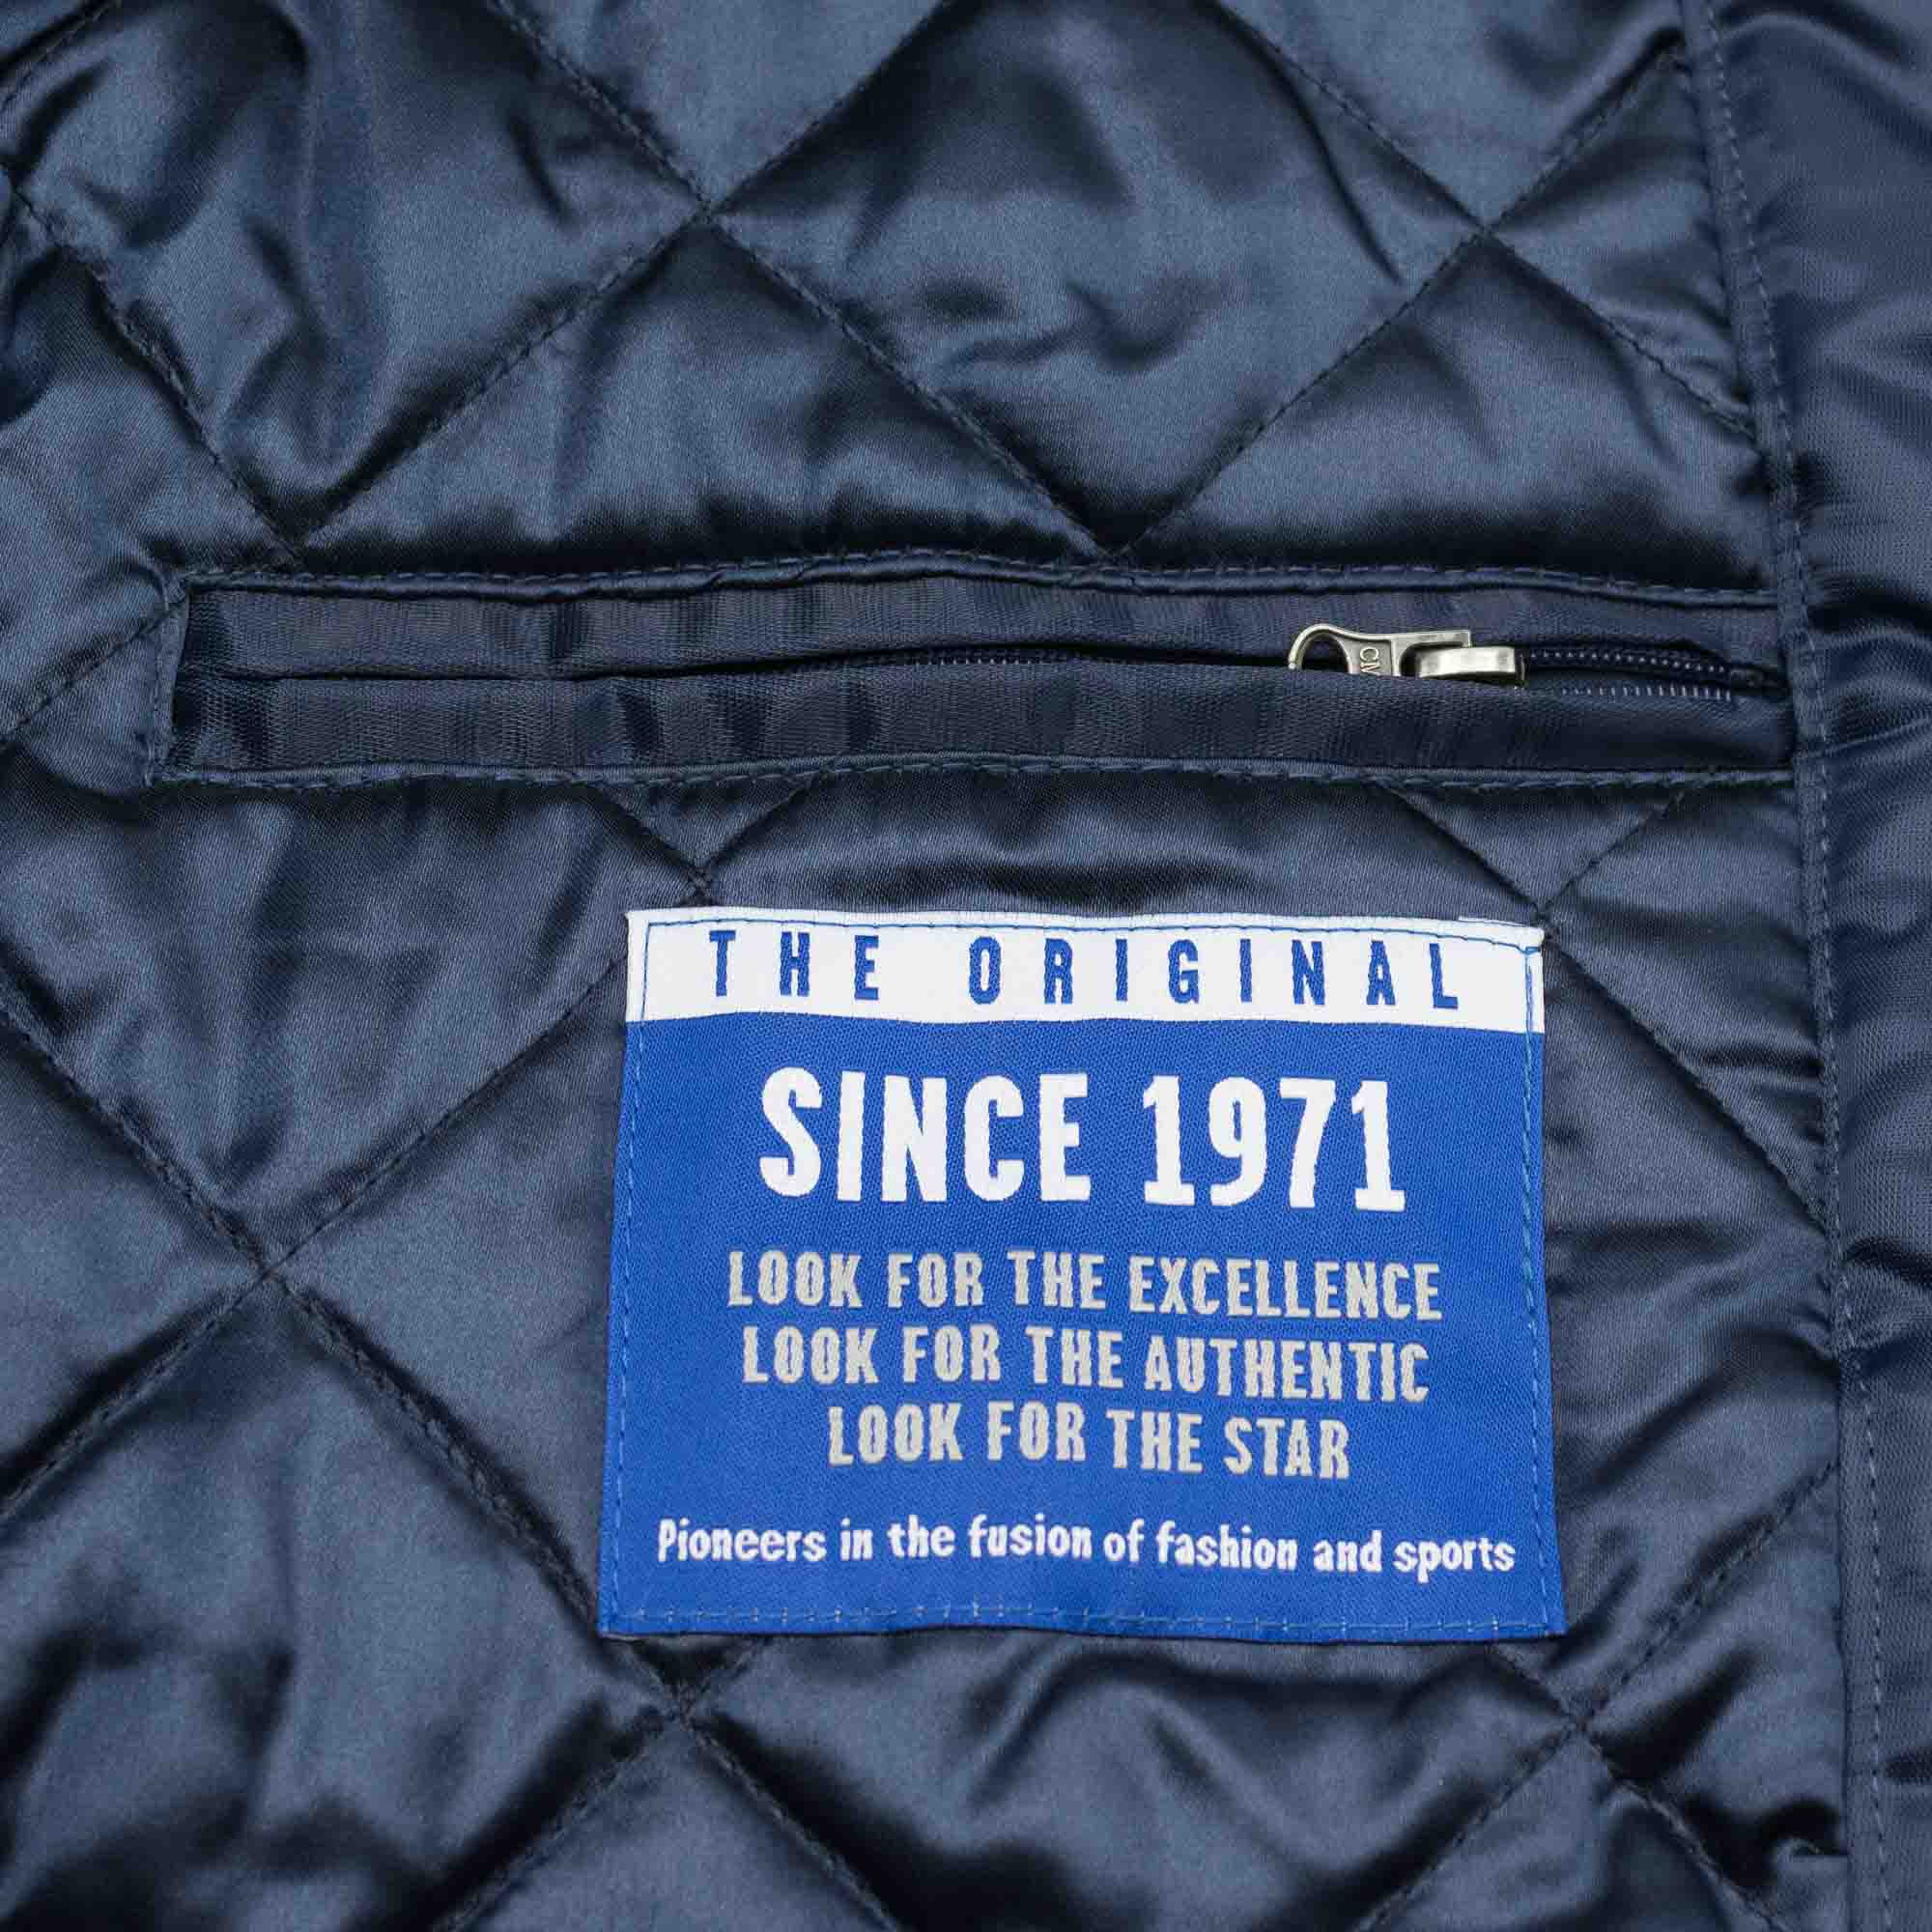 THE ORIGINAL
SINCE 1971
LOOK FOR THE EXCELLENCE
LOOK FOR THE AUTHENTIC
LOOK FOR THE STAR
Pioneers in the fusion of fashion and sports